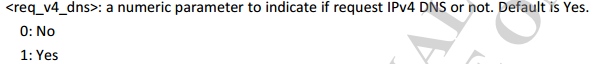 <req_v4_dns>: a numeric parameter to indicate if request IPv4 DNS or not. Default is Yes.
0: No
1: Yes